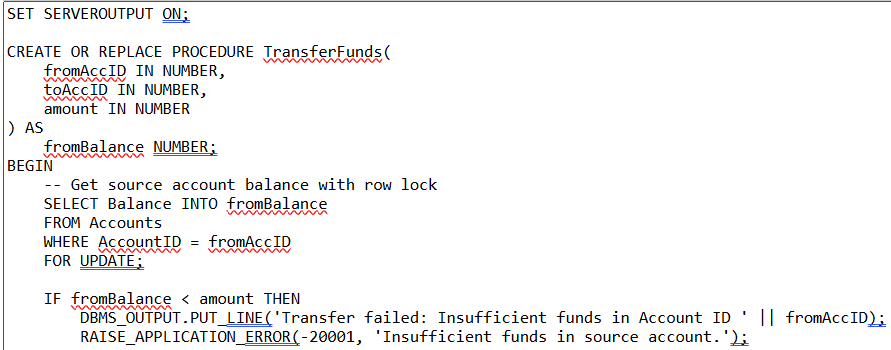 SET SERVEROUTPUT ON;
CREATE OR REPLACE PROCEDURE TransferFunds(
fromAccID IN NUMBER,
toAccID IN NUMBER,
amount IN NUMBER
) AS
fromBalance NUMBER;
BEGIN
-- Get source account balance with row lock
SELECT Balance INTO fromBalance
FROM Accounts
WHERE AccountID = fromAccID
FOR UPDATE;
IF fromBalance < amount THEN
DBMS_OUTPUT.PUT_LINE('Transfer failed: Insufficient funds in Account ID ' || fromAccID);
RAISE_APPLICATION_ERROR(-20001, 'Insufficient funds in source account.');